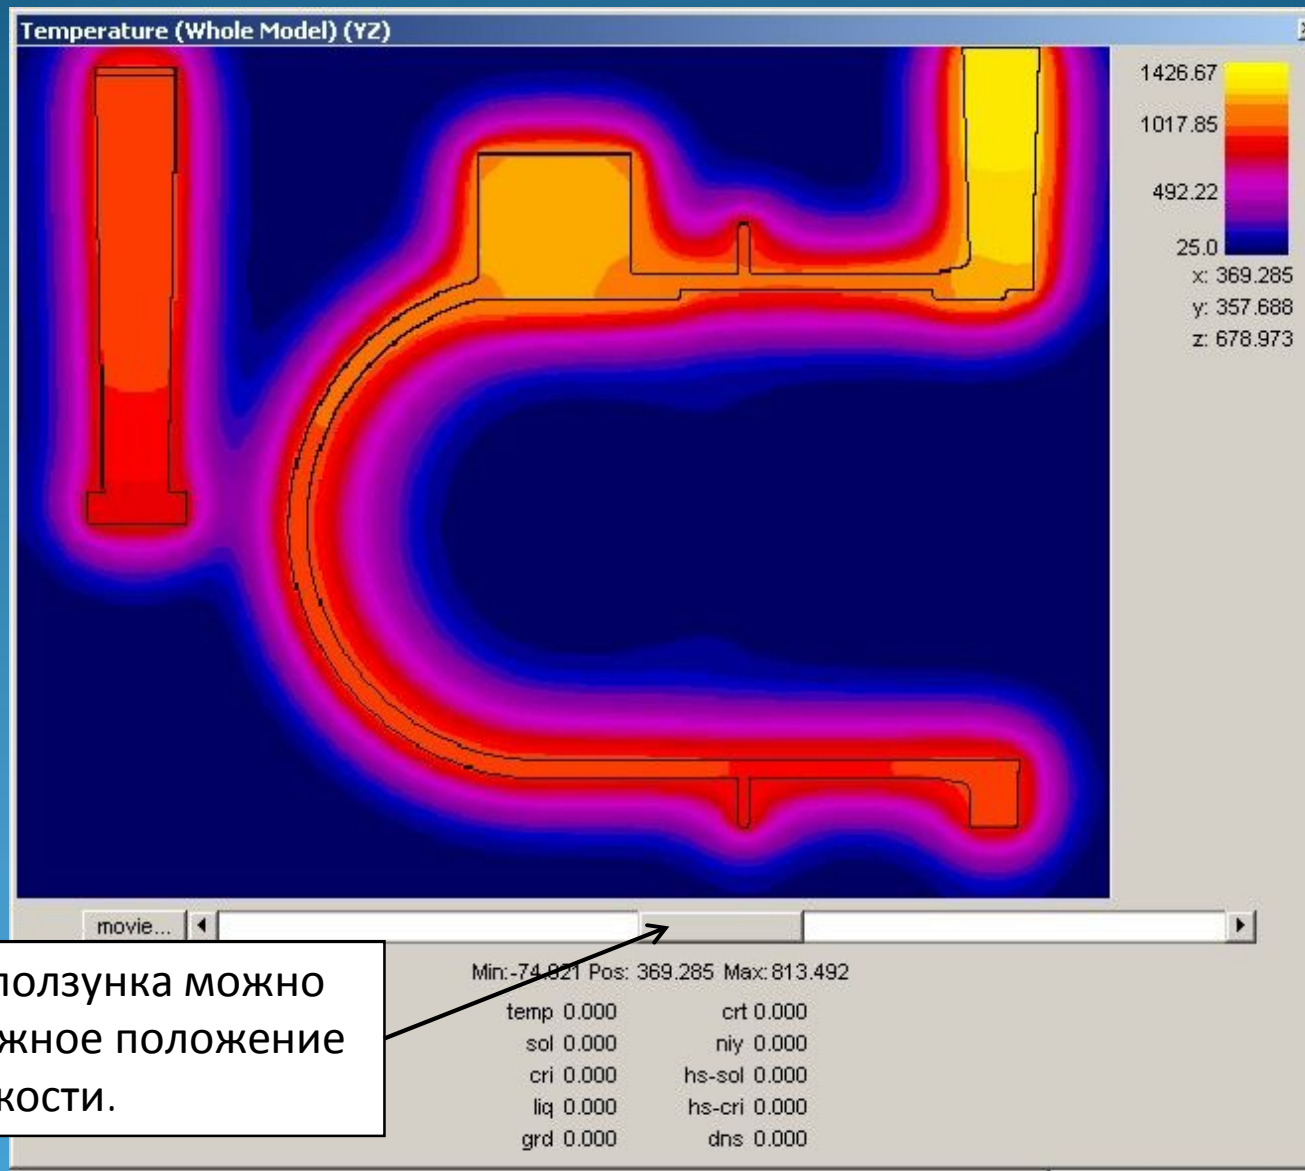 Temperature (Whole Model) (YZ)
1426.67
1017.85
492.22
25.0
x: 369.285
y: 357.688
z: 678.973
movie...
Min:-74.921 Pos: 369.285 Max:813.492
temp 0.000 crt 0.000
sol 0.000 niy 0.000
cri 0.000 hs-sol 0.000
liq 0.000 hs-cri 0.000
grd 0.000 dns 0.000
ползунка можно
жное положение
кости.